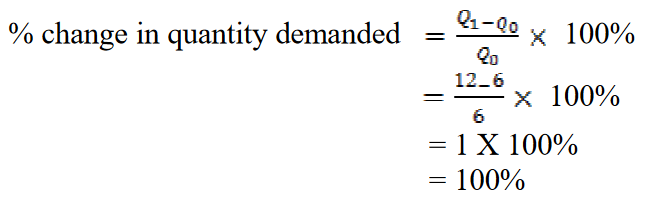 % change in quantity demanded = (Q₁−Q₀)/Q₀ × 100%
= (12−6)/6 × 100%
= 1 X 100%
= 100%